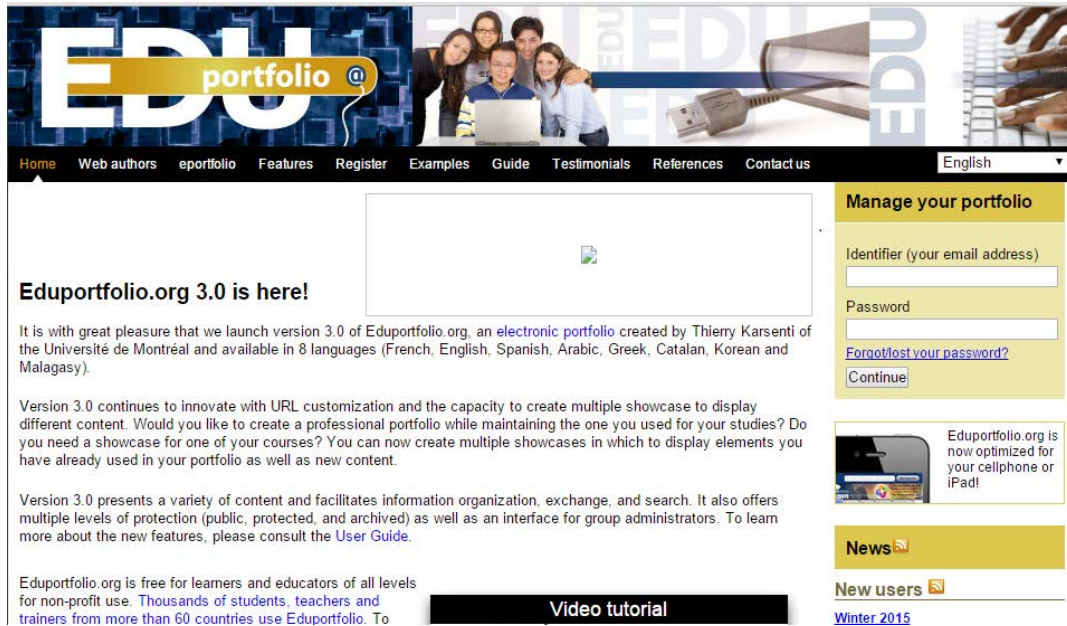 EDU
portfolio @
EDU
EDU
EDU
Home Web authors eportfolio Features Register Examples Guide Testimonials References Contact us English
Eduportfolio.org 3.0 is here!
It is with great pleasure that we launch version 3.0 of Eduportfolio.org, an electronic portfolio created by Thierry Karsenti of
the Université de Montréal and available in 8 languages (French, English, Spanish, Arabic, Greek, Catalan, Korean and
Malagasy).
Version 3.0 continues to innovate with URL customization and the capacity to create multiple showcase to display
different content. Would you like to create a professional portfolio while maintaining the one you used for your studies? Do
you need a showcase for one of your courses? You can now create multiple showcases in which to display elements you
have already used in your portfolio as well as new content.
Version 3.0 presents a variety of content and facilitates information organization, exchange, and search. It also offers
multiple levels of protection (public, protected, and archived) as well as an interface for group administrators. To learn
more about the new features, please consult the User Guide.
Eduportfolio.org is free for learners and educators of all levels
for non-profit use. Thousands of students, teachers and
trainers from more than 60 countries use Eduportfolio. To
Video tutorial
Manage your portfolio
Identifier (your email address)
Password
Forgot/lost your password?
Continue
Eduportfolio.org is
now optimized for
your cellphone or
iPad!
News
New users
Winter 2015